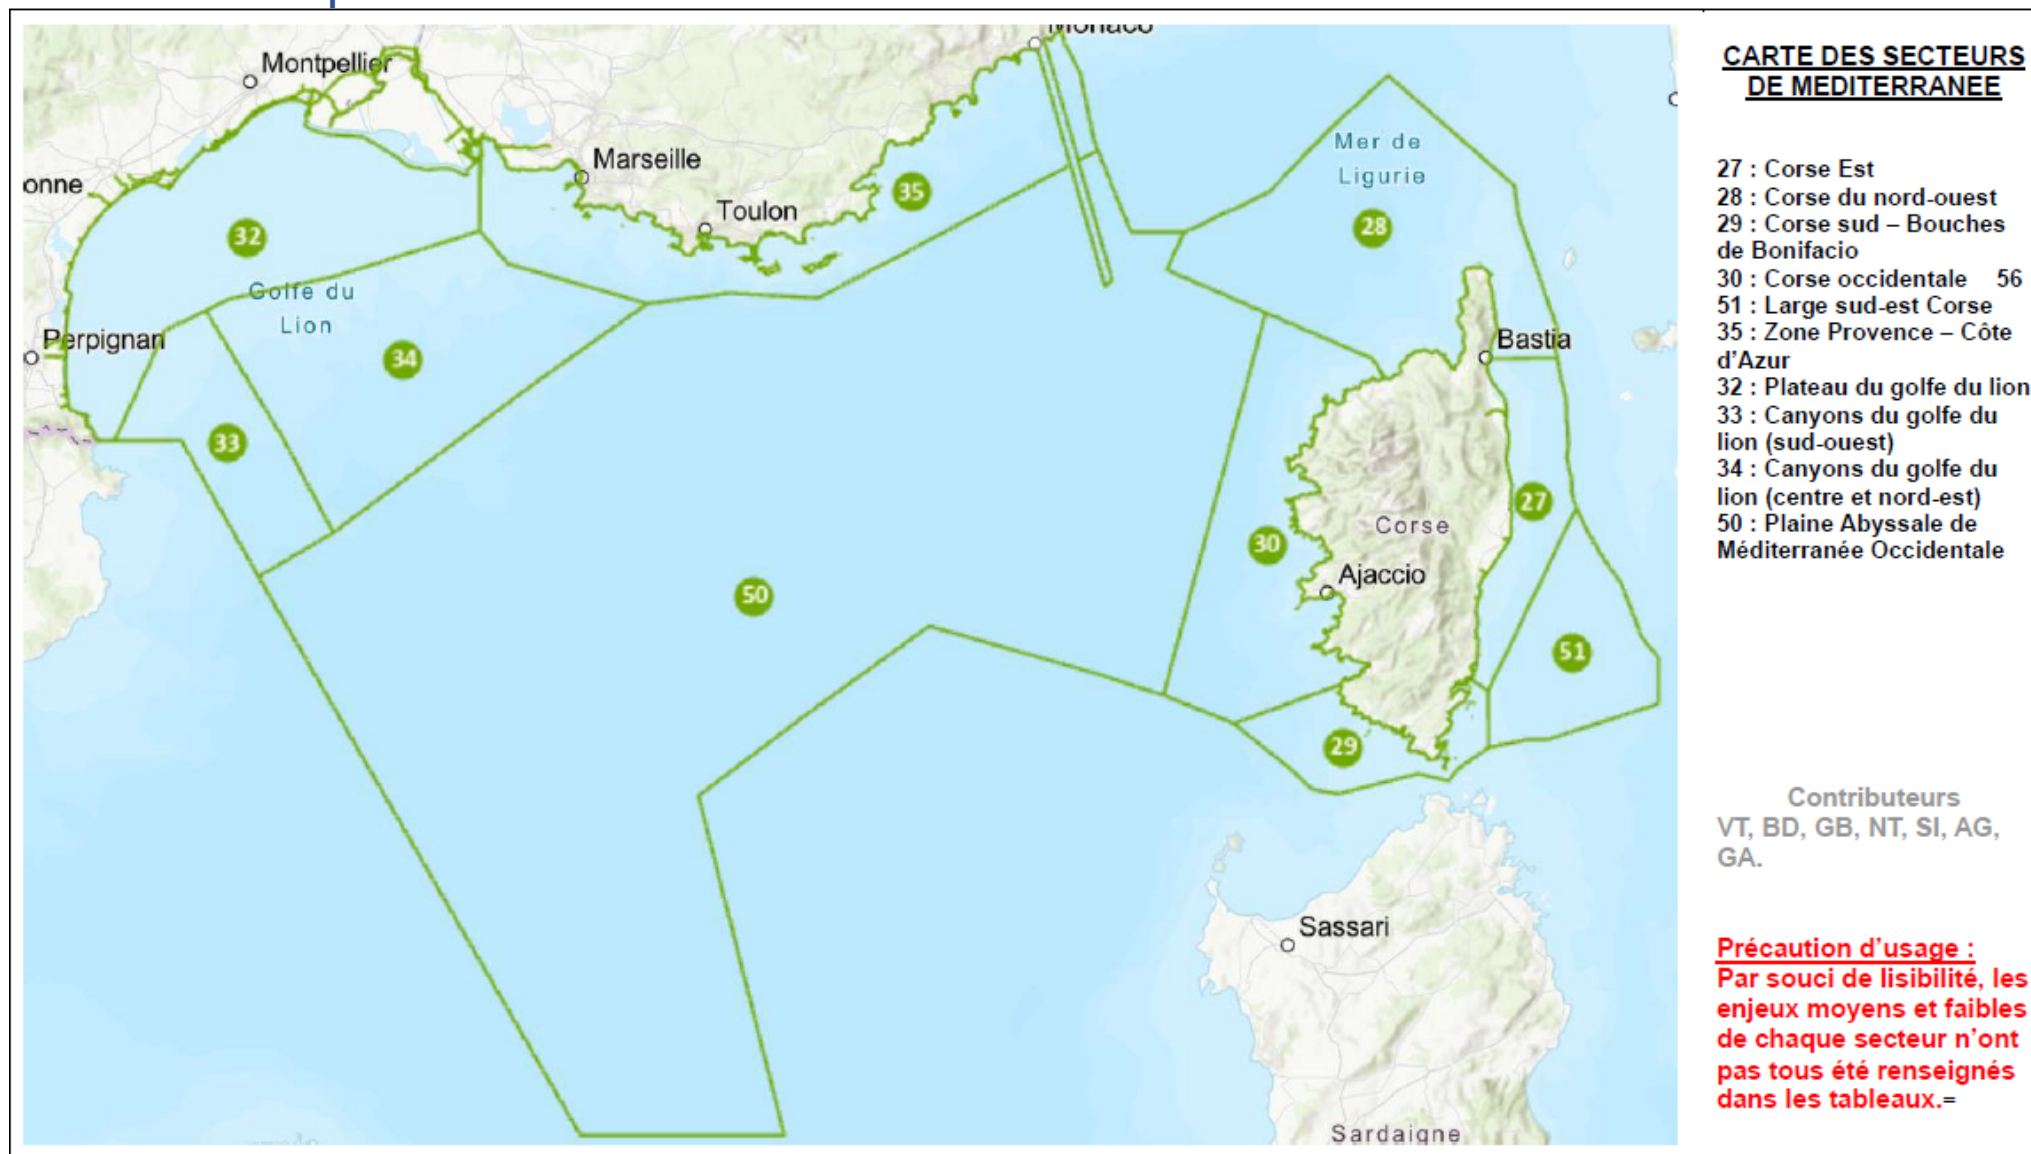 Monaco
Montpellier
onne
Marseille
Toulon
Mer de
Ligurie
35
28
32
Golfe du
Lion
Perpignan
34
33
Bastia
27
Corse
30
Ajaccio
50
51
29
Sassari
Sardaigne
CARTE DES SECTEURS
DE MEDITERRANEE
27 : Corse Est
28 : Corse du nord-ouest
29 : Corse sud – Bouches
de Bonifacio
30 : Corse occidentale 56
51 : Large sud-est Corse
35 : Zone Provence – Côte
d'Azur
32 : Plateau du golfe du lion
33 : Canyons du golfe du
lion (sud-ouest)
34 : Canyons du golfe du
lion (centre et nord-est)
50 : Plaine Abyssale de
Méditerranée Occidentale
Contributeurs
VT, BD, GB, NT, SI, AG,
GA.
Précaution d'usage :
Par souci de lisibilité, les
enjeux moyens et faibles
de chaque secteur n'ont
pas tous été renseignés
dans les tableaux.=